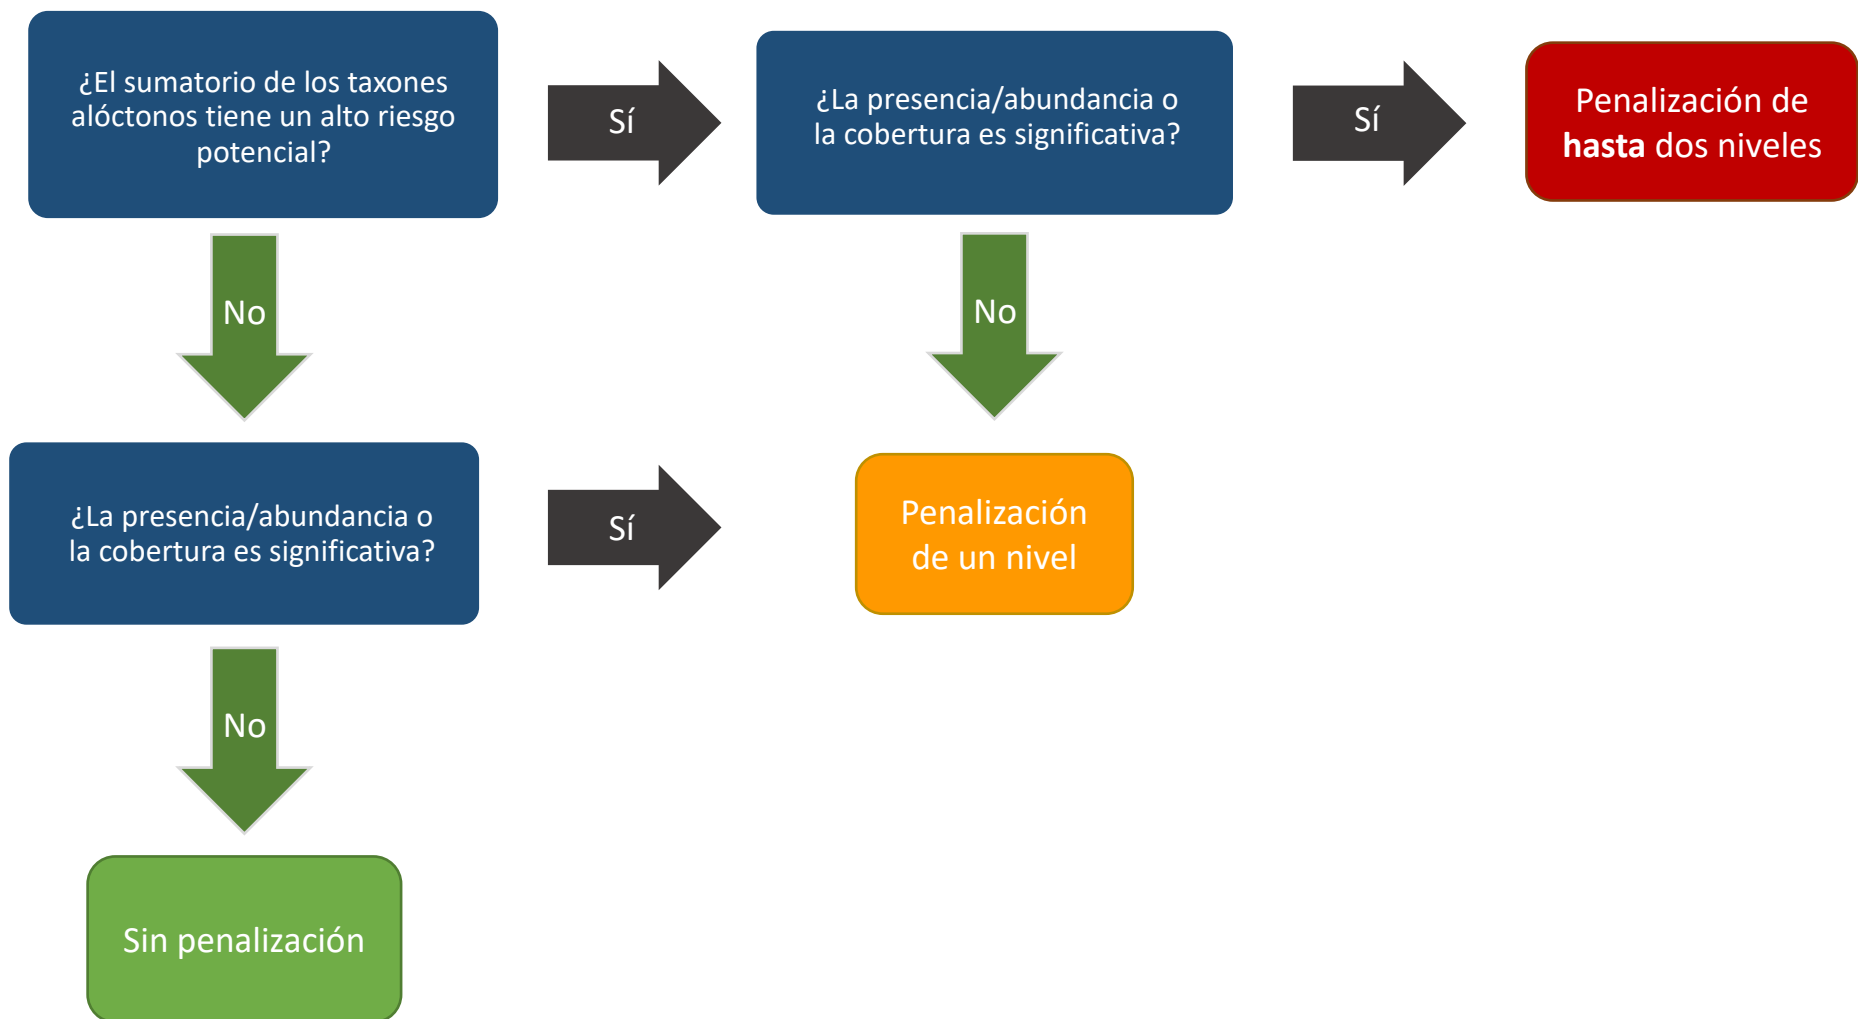 ¿El sumatorio de los taxones
alóctonos tiene un alto riesgo
potencial?
Sí
¿La presencia/abundancia o
la cobertura es significativa?
Sí
Penalización de
hasta dos niveles
No
No
¿La presencia/abundancia o
la cobertura es significativa?
Sí
Penalización
de un nivel
No
Sin penalización